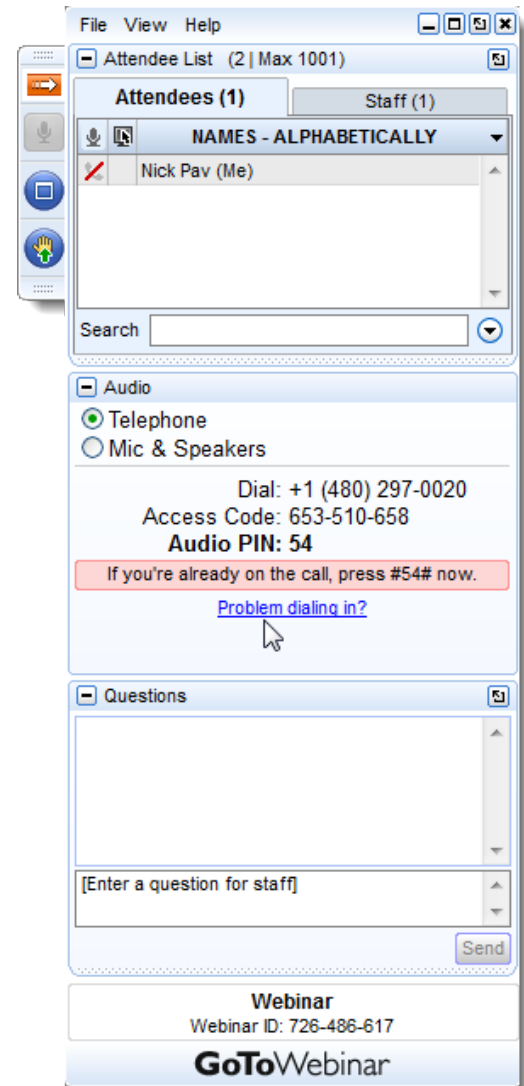 File View Help
Attendee List (2 | Max 1001)
Attendees (1) Staff (1)
NAMES - ALPHABETICALLY
Nick Pav (Me)
Search
Audio
Telephone
Mic & Speakers
Dial: +1 (480) 297-0020
Access Code: 653-510-658
Audio PIN: 54
If you're already on the call, press #54# now.
Problem dialing in?
Questions
[Enter a question for staff]
Send
Webinar
Webinar ID: 726-486-617
GoToWebinar